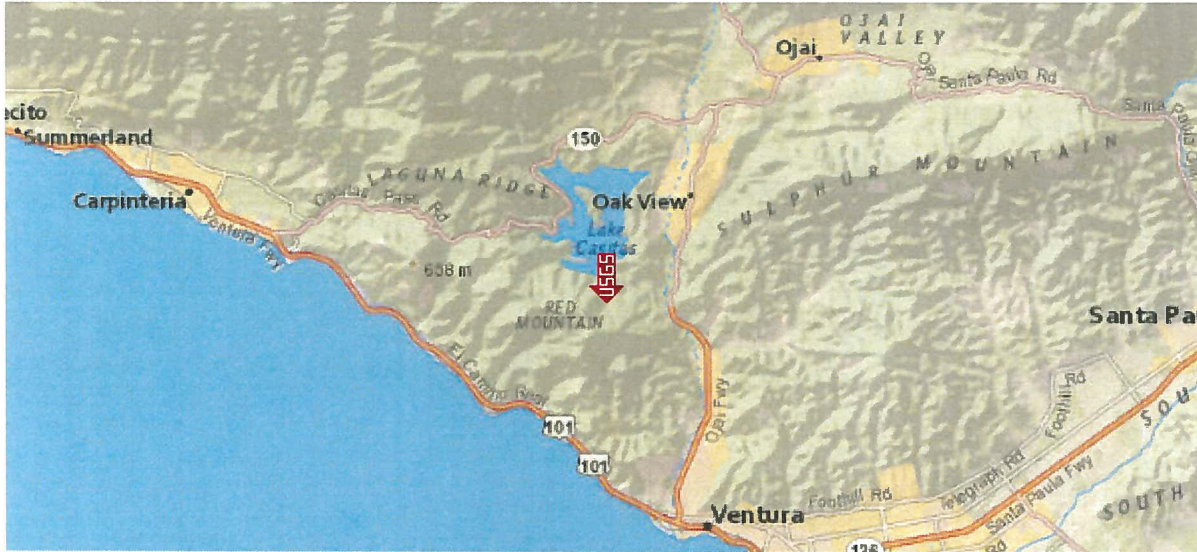 OJAI
VALLEY
Ojai
Ojai Santa Paula Rd
Santa Paula
ecito
Summerland
150
LAGUNA RIDGE
Carpinteria
Casitas Pass Rd
Oak View
SULPHUR MOUNTAIN
Ventura Fwy
Lake
Casitas
658 m
USGS
RED
MOUNTAIN
Santa Pa
El Camino Real
Ojai Fwy
Foothill Rd
SOU
101
101
Telegraph Rd
Santa Paula Fwy
Foothill Rd
SOUTH
Ventura
126
Rd